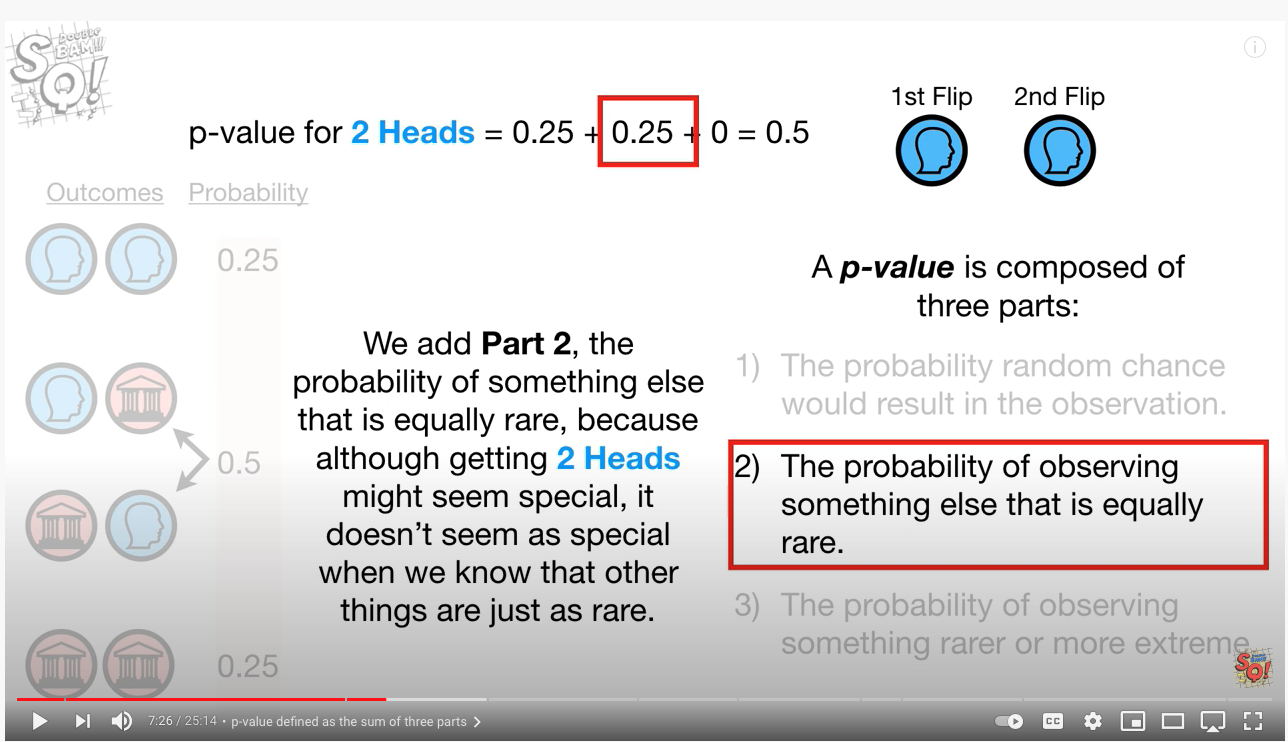 DOUBLE
BAM!!!
SQ!
p-value for 2 Heads = 0.25 + 0.25 + 0 = 0.5
1st Flip 2nd Flip
Outcomes Probability
0.25
0.5
0.25
We add Part 2, the
probability of something else
that is equally rare, because
although getting 2 Heads
might seem special, it
doesn't seem as special
when we know that other
things are just as rare.
A p-value is composed of
three parts:
1) The probability random chance
would result in the observation.
2) The probability of observing
something else that is equally
rare.
3) The probability of observing
something rarer or more extreme
SQ!
7:26 / 25:14 • p-value defined as the sum of three parts >
CC